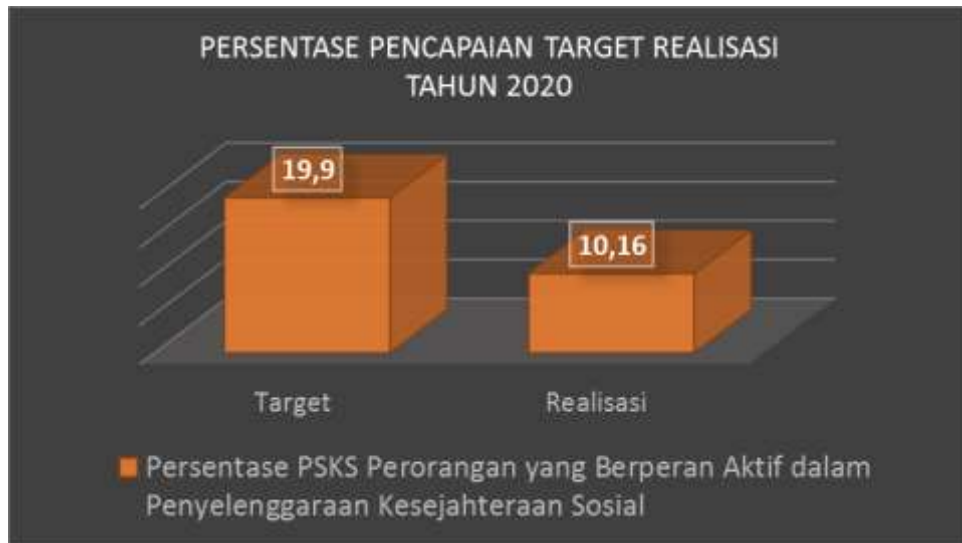 PERSENTASE PENCAPAIAN TARGET REALISASI
TAHUN 2020
19,9
10,16
Target
Realisasi
Persentase PSKS Perorangan yang Berperan Aktif dalam
Penyelenggaraan Kesejahteraan Sosial